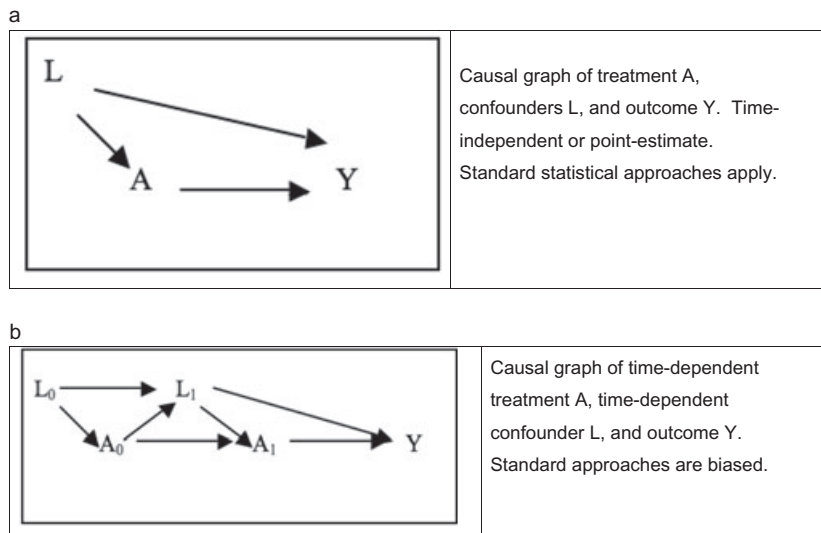 a
L
A
Y
Causal graph of treatment A,
confounders L, and outcome Y. Time-
independent or point-estimate.
Standard statistical approaches apply.
b
L₀
L₁
A₀
A₁
Y
Causal graph of time-dependent
treatment A, time-dependent
confounder L, and outcome Y.
Standard approaches are biased.